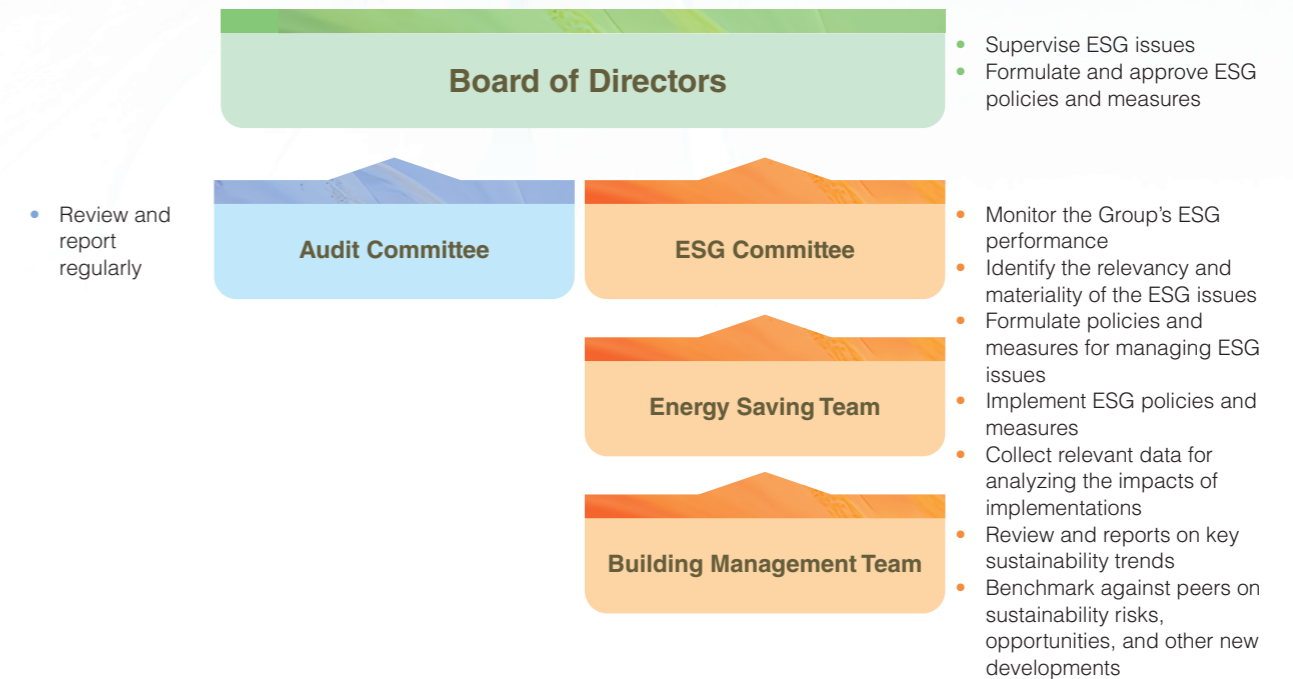 Board of Directors
• Supervise ESG issues
• Formulate and approve ESG
policies and measures
• Review and
report
regularly
Audit Committee
ESG Committee
Energy Saving Team
Building Management Team
• Monitor the Group's ESG
performance
• Identify the relevancy and
materiality of the ESG issues
• Formulate policies and
measures for managing ESG
issues
• Implement ESG policies and
measures
• Collect relevant data for
analyzing the impacts of
implementations
• Review and reports on key
sustainability trends
• Benchmark against peers on
sustainability risks,
opportunities, and other new
developments